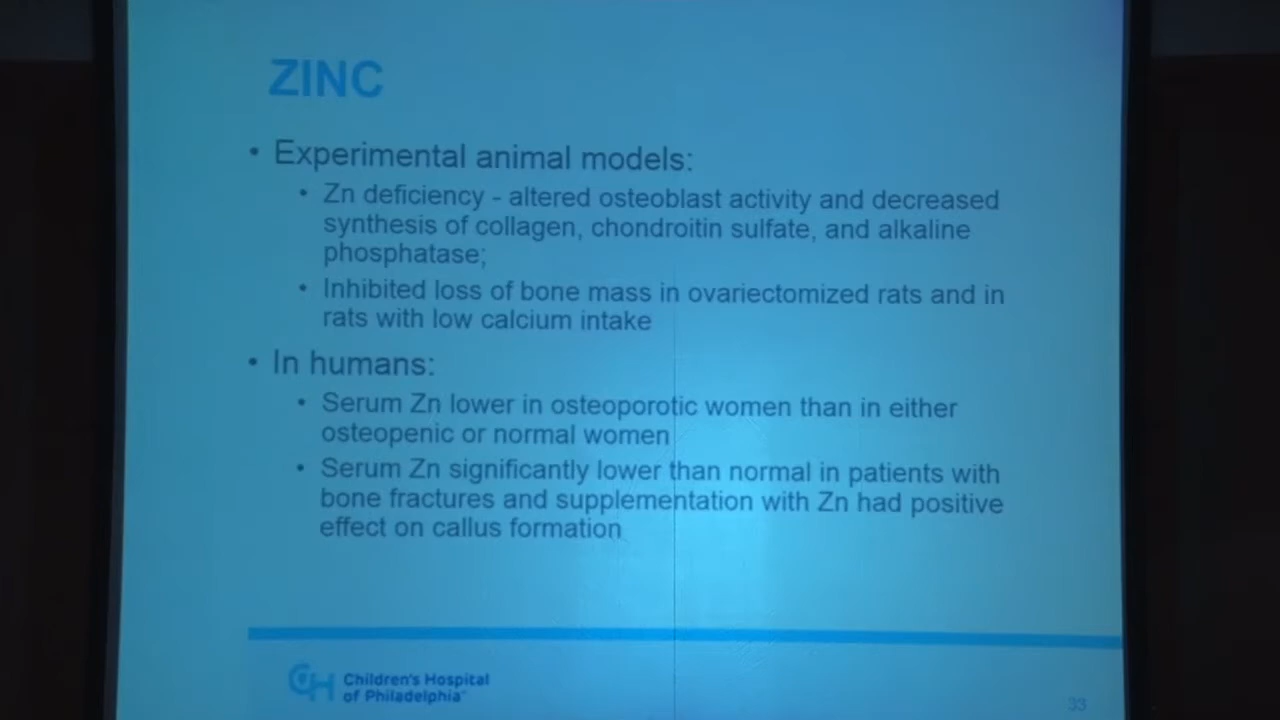 ZINC
• Experimental animal models:
• Zn deficiency - altered osteoblast activity and decreased
synthesis of collagen, chondroitin sulfate, and alkaline
phosphatase;
• Inhibited loss of bone mass in ovariectomized rats and in
rats with low calcium intake
• In humans:
• Serum Zn lower in osteoporotic women than in either
osteopenic or normal women
• Serum Zn significantly lower than normal in patients with
bone fractures and supplementation with Zn had positive
effect on callus formation
CH Children's Hospital
of Philadelphia
33